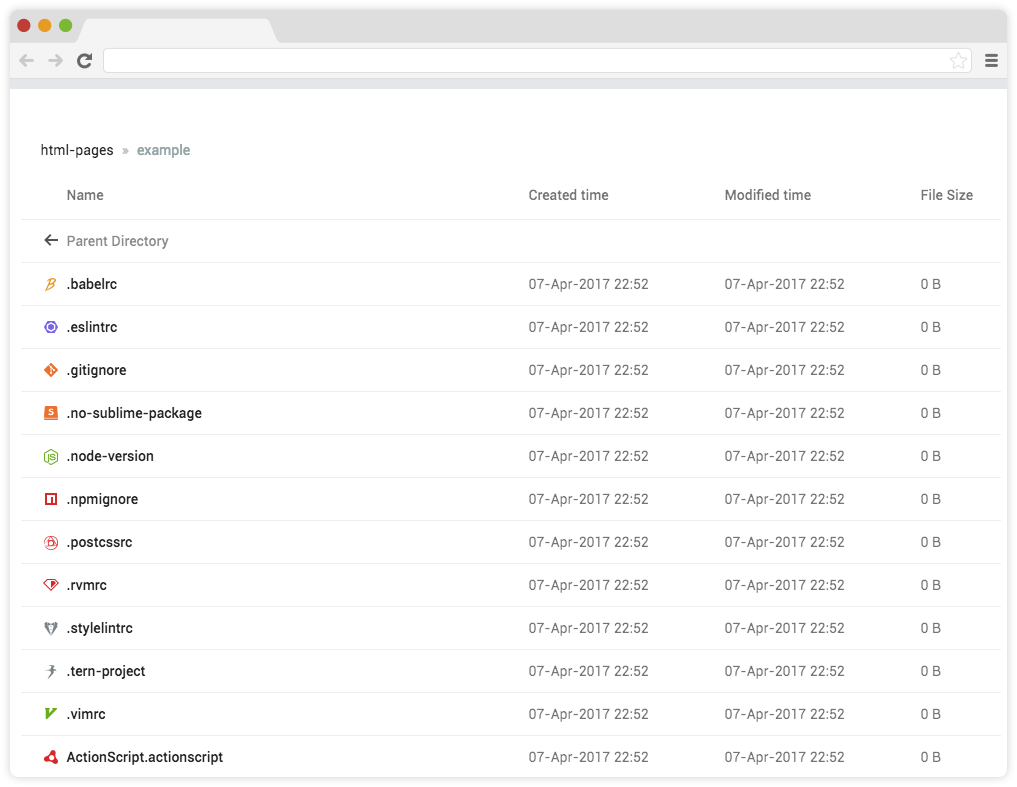 html-pages » example
Name Created time Modified time File Size
Parent Directory
.babelrc 07-Apr-2017 22:52 07-Apr-2017 22:52 0 B
.eslintrc 07-Apr-2017 22:52 07-Apr-2017 22:52 0 B
.gitignore 07-Apr-2017 22:52 07-Apr-2017 22:52 0 B
.no-sublime-package 07-Apr-2017 22:52 07-Apr-2017 22:52 0 B
.node-version 07-Apr-2017 22:52 07-Apr-2017 22:52 0 B
.npmignore 07-Apr-2017 22:52 07-Apr-2017 22:52 0 B
.postcssrc 07-Apr-2017 22:52 07-Apr-2017 22:52 0 B
.rvmrc 07-Apr-2017 22:52 07-Apr-2017 22:52 0 B
.stylelintrc 07-Apr-2017 22:52 07-Apr-2017 22:52 0 B
.tern-project 07-Apr-2017 22:52 07-Apr-2017 22:52 0 B
.vimrc 07-Apr-2017 22:52 07-Apr-2017 22:52 0 B
ActionScript.actionscript 07-Apr-2017 22:52 07-Apr-2017 22:52 0 B